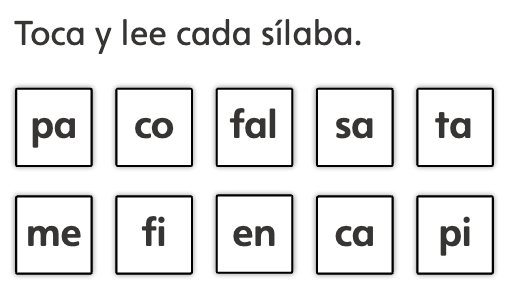 Toca y lee cada sílaba.
pa co fal sa ta
me fi en ca pi